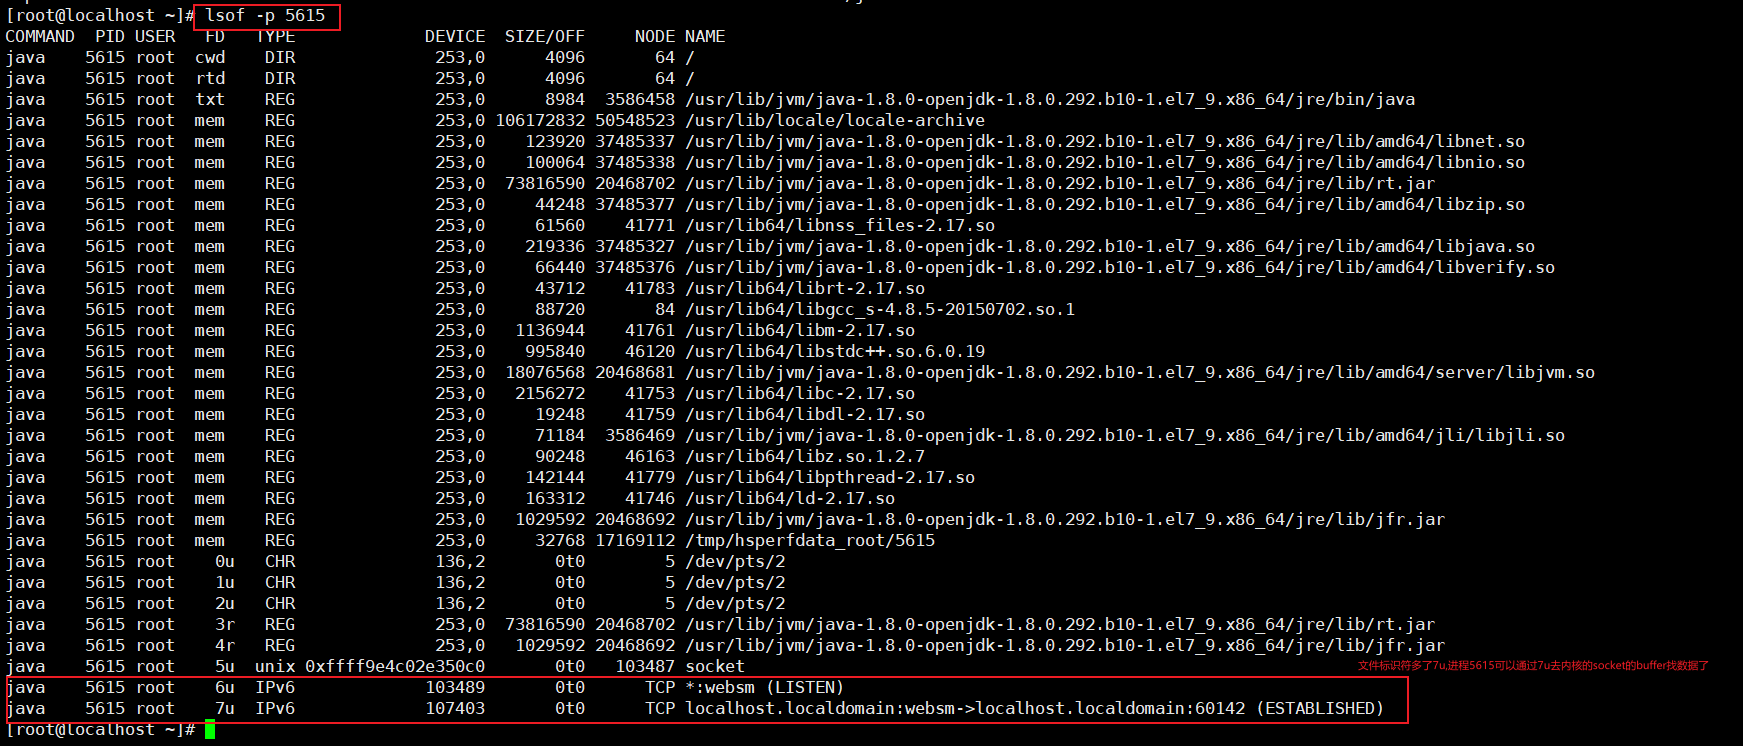 [root@localhost ~]# lsof -p 5615
COMMAND  PID USER   FD   TYPE             DEVICE  SIZE/OFF     NODE NAME
java    5615 root  cwd    DIR              253,0      4096       64 /
java    5615 root  rtd    DIR              253,0      4096       64 /
java    5615 root  txt    REG              253,0      8984  3586458 /usr/lib/jvm/java-1.8.0-openjdk-1.8.0.292.b10-1.el7_9.x86_64/jre/bin/java
java    5615 root  mem    REG              253,0 106172832 50548523 /usr/lib/locale/locale-archive
java    5615 root  mem    REG              253,0    123920 37485337 /usr/lib/jvm/java-1.8.0-openjdk-1.8.0.292.b10-1.el7_9.x86_64/jre/lib/amd64/libnet.so
java    5615 root  mem    REG              253,0    100064 37485338 /usr/lib/jvm/java-1.8.0-openjdk-1.8.0.292.b10-1.el7_9.x86_64/jre/lib/amd64/libnio.so
java    5615 root  mem    REG              253,0  73816590 20468702 /usr/lib/jvm/java-1.8.0-openjdk-1.8.0.292.b10-1.el7_9.x86_64/jre/lib/rt.jar
java    5615 root  mem    REG              253,0     44248 37485377 /usr/lib/jvm/java-1.8.0-openjdk-1.8.0.292.b10-1.el7_9.x86_64/jre/lib/amd64/libzip.so
java    5615 root  mem    REG              253,0     61560    41771 /usr/lib64/libnss_files-2.17.so
java    5615 root  mem    REG              253,0    219336 37485327 /usr/lib/jvm/java-1.8.0-openjdk-1.8.0.292.b10-1.el7_9.x86_64/jre/lib/amd64/libjava.so
java    5615 root  mem    REG              253,0     66440 37485376 /usr/lib/jvm/java-1.8.0-openjdk-1.8.0.292.b10-1.el7_9.x86_64/jre/lib/amd64/libverify.so
java    5615 root  mem    REG              253,0     43712    41783 /usr/lib64/librt-2.17.so
java    5615 root  mem    REG              253,0     88720       84 /usr/lib64/libgcc_s-4.8.5-20150702.so.1
java    5615 root  mem    REG              253,0   1136944    41761 /usr/lib64/libm-2.17.so
java    5615 root  mem    REG              253,0    995840    46120 /usr/lib64/libstdc++.so.6.0.19
java    5615 root  mem    REG              253,0  18076568 20468681 /usr/lib/jvm/java-1.8.0-openjdk-1.8.0.292.b10-1.el7_9.x86_64/jre/lib/amd64/server/libjvm.so
java    5615 root  mem    REG              253,0   2156272    41753 /usr/lib64/libc-2.17.so
java    5615 root  mem    REG              253,0     19248    41759 /usr/lib64/libdl-2.17.so
java    5615 root  mem    REG              253,0     71184  3586469 /usr/lib/jvm/java-1.8.0-openjdk-1.8.0.292.b10-1.el7_9.x86_64/jre/lib/amd64/jli/libjli.so
java    5615 root  mem    REG              253,0     90248    46163 /usr/lib64/libz.so.1.2.7
java    5615 root  mem    REG              253,0    142144    41779 /usr/lib64/libpthread-2.17.so
java    5615 root  mem    REG              253,0    163312    41746 /usr/lib64/ld-2.17.so
java    5615 root  mem    REG              253,0   1029592 20468692 /usr/lib/jvm/java-1.8.0-openjdk-1.8.0.292.b10-1.el7_9.x86_64/jre/lib/jfr.jar
java    5615 root  mem    REG              253,0     32768 17169112 /tmp/hsperfdata_root/5615
java    5615 root    0u   CHR              136,2       0t0        5 /dev/pts/2
java    5615 root    1u   CHR              136,2       0t0        5 /dev/pts/2
java    5615 root    2u   CHR              136,2       0t0        5 /dev/pts/2
java    5615 root    3r   REG              253,0  73816590 20468702 /usr/lib/jvm/java-1.8.0-openjdk-1.8.0.292.b10-1.el7_9.x86_64/jre/lib/rt.jar
java    5615 root    4r   REG              253,0   1029592 20468692 /usr/lib/jvm/java-1.8.0-openjdk-1.8.0.292.b10-1.el7_9.x86_64/jre/lib/jfr.jar
java    5615 root    5u  unix 0xffff9e4c02e350c0       0t0   103487 socket
文件标识符多了7u,进程5615可以通过7u去内核的socket的buffer找数据了
java    5615 root    6u  IPv6             103489       0t0      TCP *:websm (LISTEN)
java    5615 root    7u  IPv6             107403       0t0      TCP localhost.localdomain:websm->localhost.localdomain:60142 (ESTABLISHED)
[root@localhost ~]#